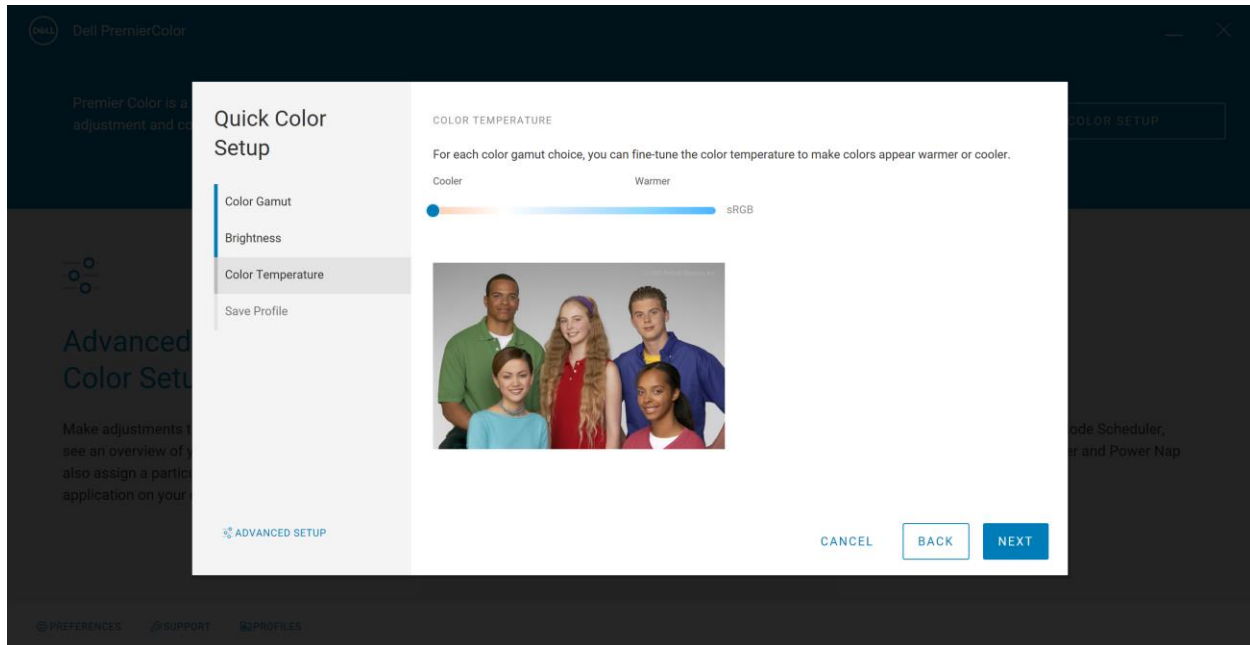 DELL
Dell PremierColor
Premier Color is a
adjustment and co
COLOR SETUP
Quick Color
Setup
Color Gamut
Brightness
Color Temperature
Save Profile
ADVANCED SETUP
COLOR TEMPERATURE
For each color gamut choice, you can fine-tune the color temperature to make colors appear warmer or cooler.
Cooler
Warmer
sRGB
CANCEL
BACK
NEXT
Advanced
Color Setu
Make adjustments t
see an overview of y
also assign a particu
application on your
ode Scheduler,
er and Power Nap
PREFERENCES
SUPPORT
PROFILES